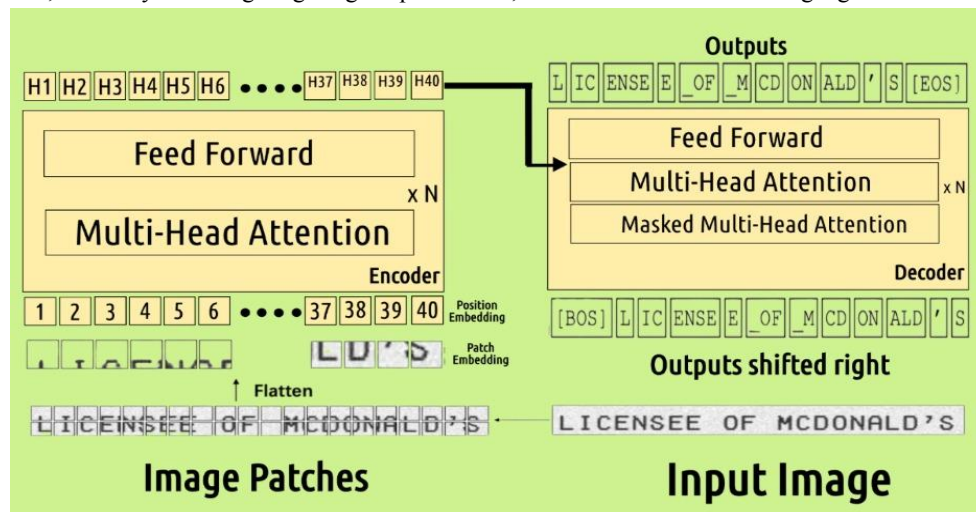 Outputs
H1 H2 H3 H4 H5 H6 •••• H37 H38 H39 H40
L IC ENSE E _OF _M CD ON ALD ' S [EOS]
Feed Forward
x N
Multi-Head Attention
Encoder
Feed Forward
Multi-Head Attention
x N
Masked Multi-Head Attention
Decoder
1 2 3 4 5 6 •••• 37 38 39 40
Position
Embedding
[BOS] L IC ENSE E _OF _M CD ON ALD ' S
LD'S
Patch
Embedding
Outputs shifted right
Flatten
LICENSEE OF MCDONALD'S
LICENSEE OF MCDONALD'S
Image Patches
Input Image